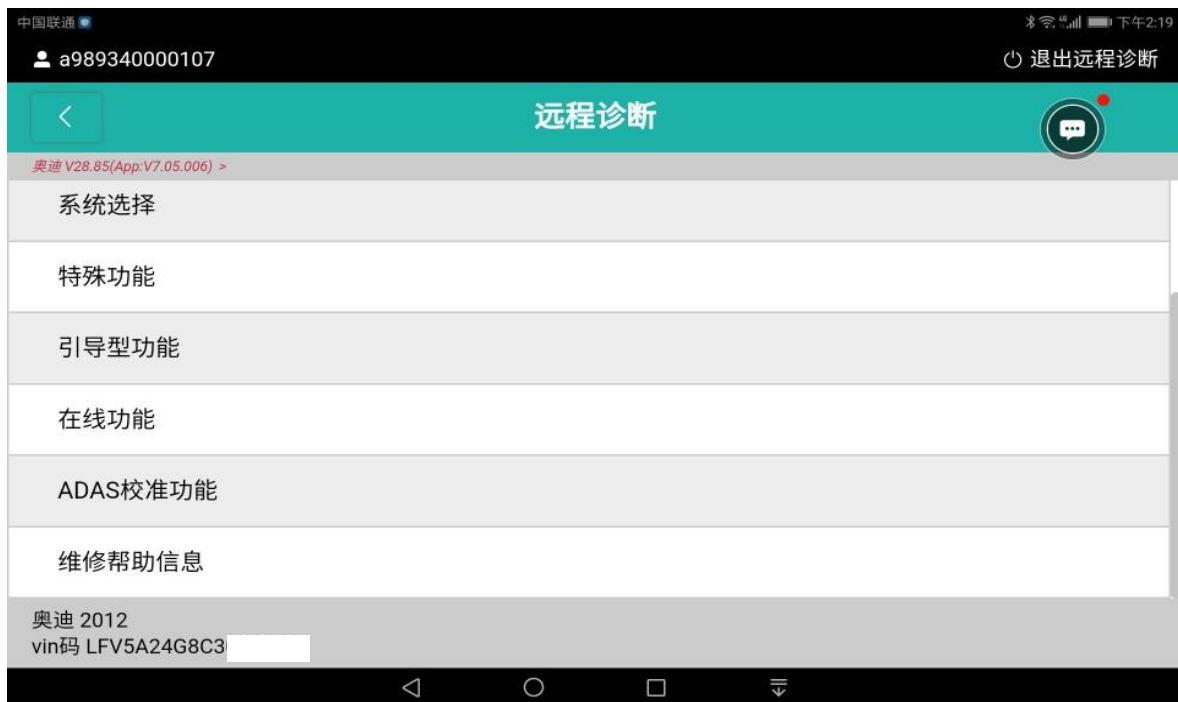 中国联通
下午2:19
a989340000107
退出远程诊断
远程诊断
奥迪 V28.85(App:V7.05.006) >
系统选择
特殊功能
引导型功能
在线功能
ADAS校准功能
维修帮助信息
奥迪 2012
vin码 LFV5A24G8C3